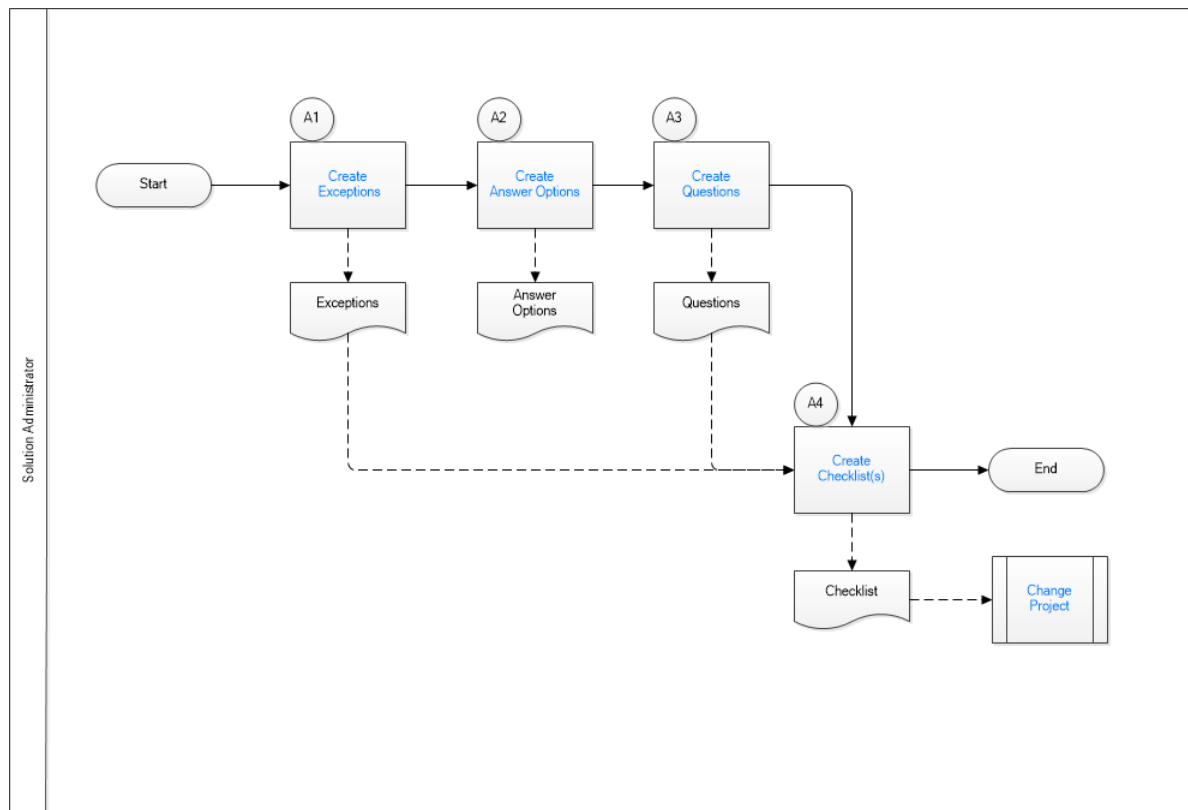 Solution Administrator
Start
A1
Create
Exceptions
A2
Create
Answer Options
A3
Create
Questions
Exceptions
Answer
Options
Questions
A4
Create
Checklist(s)
End
Checklist
Change
Project